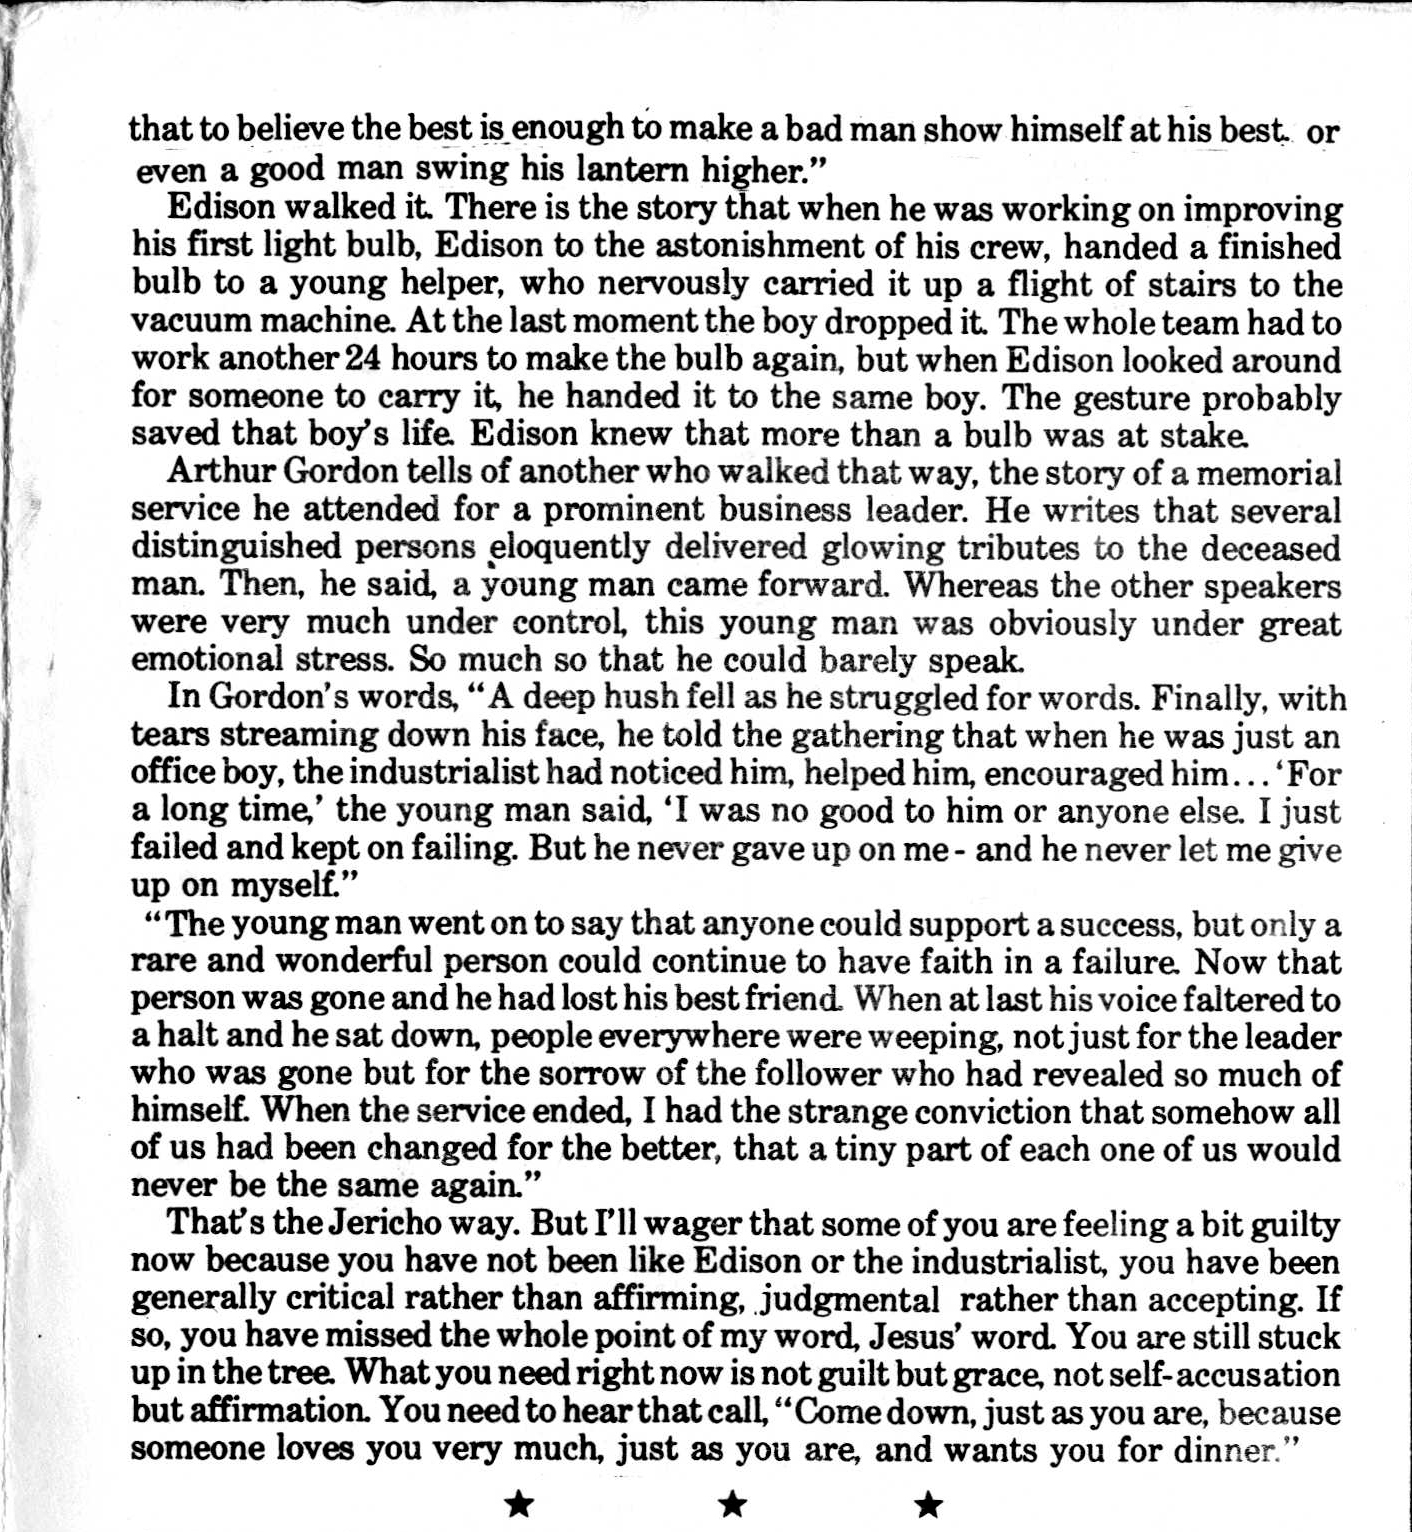 that to believe the best is enough to make a bad man show himself at his best. or
even a good man swing his lantern higher.”
Edison walked it. There is the story that when he was working on improving
his first light bulb, Edison to the astonishment of his crew, handed a finished
bulb to a young helper, who nervously carried it up a flight of stairs to the
vacuum machine. At the last moment the boy dropped it. The whole team had to
work another 24 hours to make the bulb again, but when Edison looked around
for someone to carry it, he handed it to the same boy. The gesture probably
saved that boy’s life. Edison knew that more than a bulb was at stake.
Arthur Gordon tells of another who walked that way, the story of a memorial
service he attended for a prominent business leader. He writes that several
distinguished persons eloquently delivered glowing tributes to the deceased
man. Then, he said, a young man came forward. Whereas the other speakers
were very much under control, this young man was obviously under great
emotional stress. So much so that he could barely speak.
In Gordon’s words, “A deep hush fell as he struggled for words. Finally, with
tears streaming down his face, he told the gathering that when he was just an
office boy, the industrialist had noticed him, helped him, encouraged him... ‘For
a long time,’ the young man said, ‘I was no good to him or anyone else. I just
failed and kept on failing. But he never gave up on me - and he never let me give
up on myself.”
“The young man went on to say that anyone could support a success, but only a
rare and wonderful person could continue to have faith in a failure. Now that
person was gone and he had lost his best friend. When at last his voice faltered to
a halt and he sat down, people everywhere were weeping, not just for the leader
who was gone but for the sorrow of the follower who had revealed so much of
himself. When the service ended, I had the strange conviction that somehow all
of us had been changed for the better, that a tiny part of each one of us would
never be the same again.”
That’s the Jericho way. But I’ll wager that some of you are feeling a bit guilty
now because you have not been like Edison or the industrialist, you have been
generally critical rather than affirming, judgmental rather than accepting. If
so, you have missed the whole point of my word, Jesus’ word. You are still stuck
up in the tree. What you need right now is not guilt but grace, not self-accusation
but affirmation. You need to hear that call, “Come down, just as you are, because
someone loves you very much, just as you are, and wants you for dinner.”
★ ★ ★